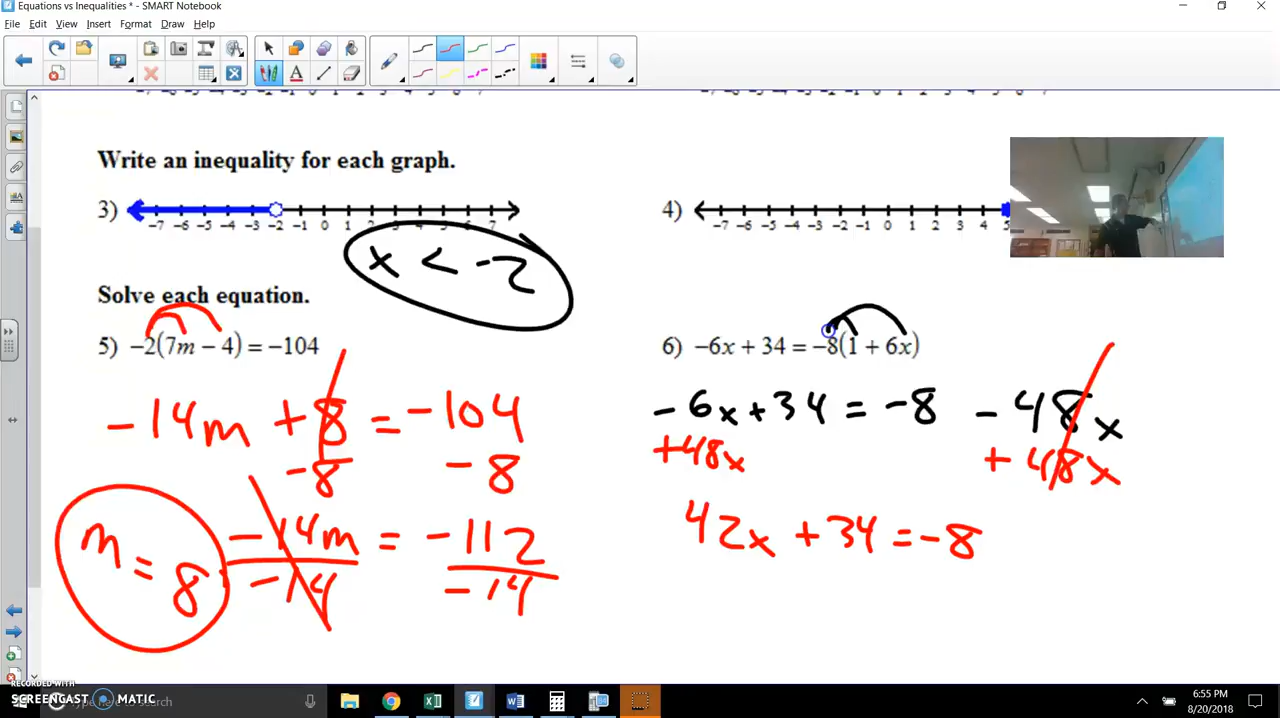 Equations vs Inequalities * - SMART Notebook
File Edit View Insert Format Draw Help
Write an inequality for each graph.
3)
-7 -6 -5 -4 -3 -2 -1 0 1 2 3 4 5 6 7
x < -2
4)
-7 -6 -5 -4 -3 -2 -1 0 1 2 3 4 5
Solve each equation.
5) -2(7m - 4) = -104
-14m + 8 = -104
-8 -8
-14m = -112
-14 -14
m = 8
6) -6x + 34 = -8(1 + 6x)
-6x + 34 = -8 - 48x
+48x + 48x
42x + 34 = -8
RECORDED WITH
SCREENCAST MATIC
Type here to search
6:55 PM
8/20/2018